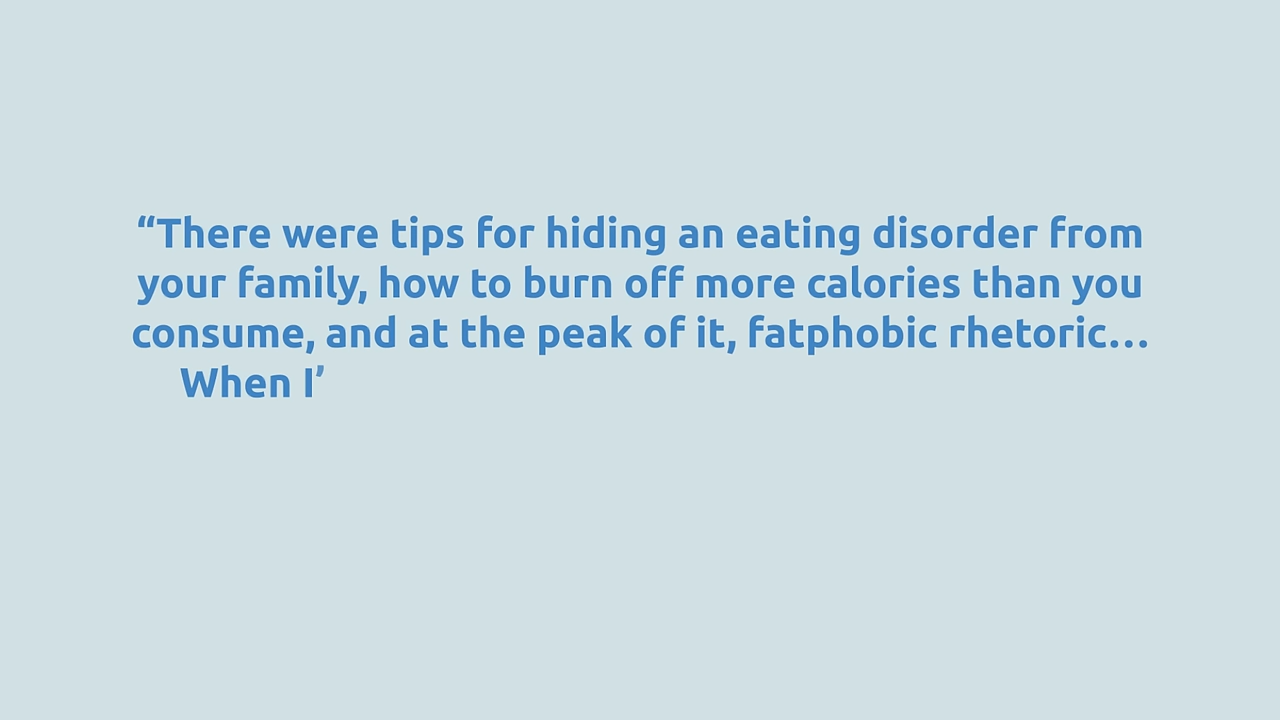 “There were tips for hiding an eating disorder from
your family, how to burn off more calories than you
consume, and at the peak of it, fatphobic rhetoric…
When I’